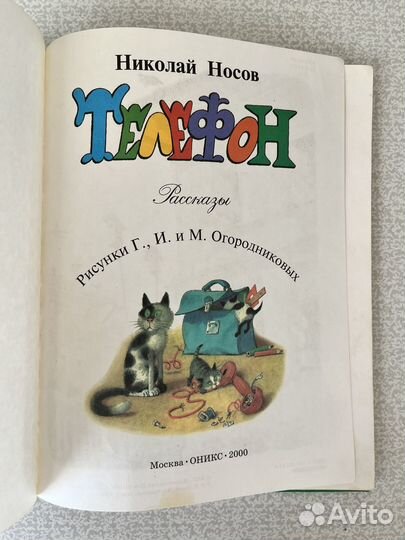 Николай Носов
ТЕЛЕФОН
Рассказы
Рисунки Г., И. и М. Огородниковых
Москва • ОНИКС • 2000
Avito